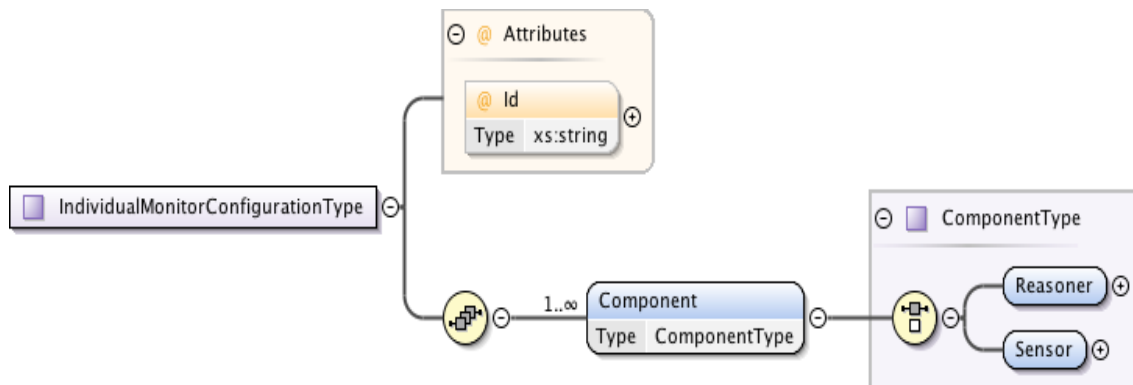 @ Attributes
@ Id
Type xs:string
IndividualMonitorConfigurationType
ComponentType
1..∞ Component
Type ComponentType
Reasoner
Sensor